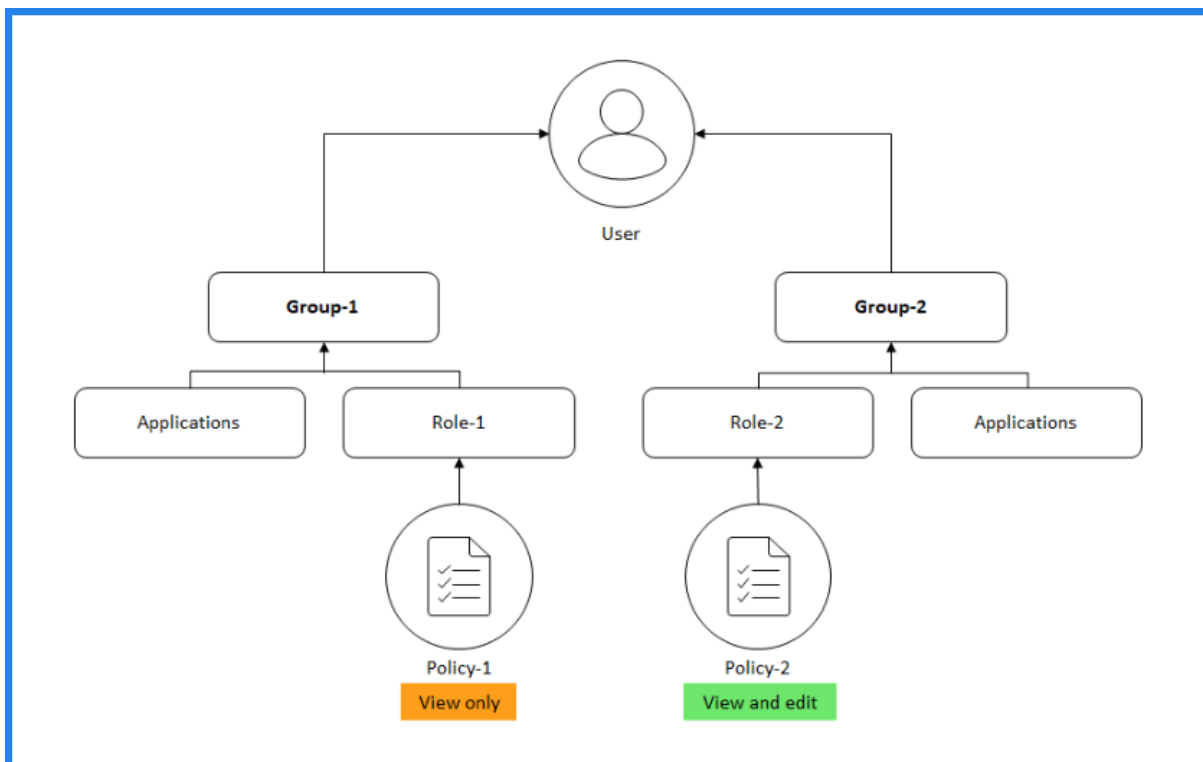 User
Group-1
Group-2
Applications
Role-1
Role-2
Applications
Policy-1
Policy-2
View only
View and edit